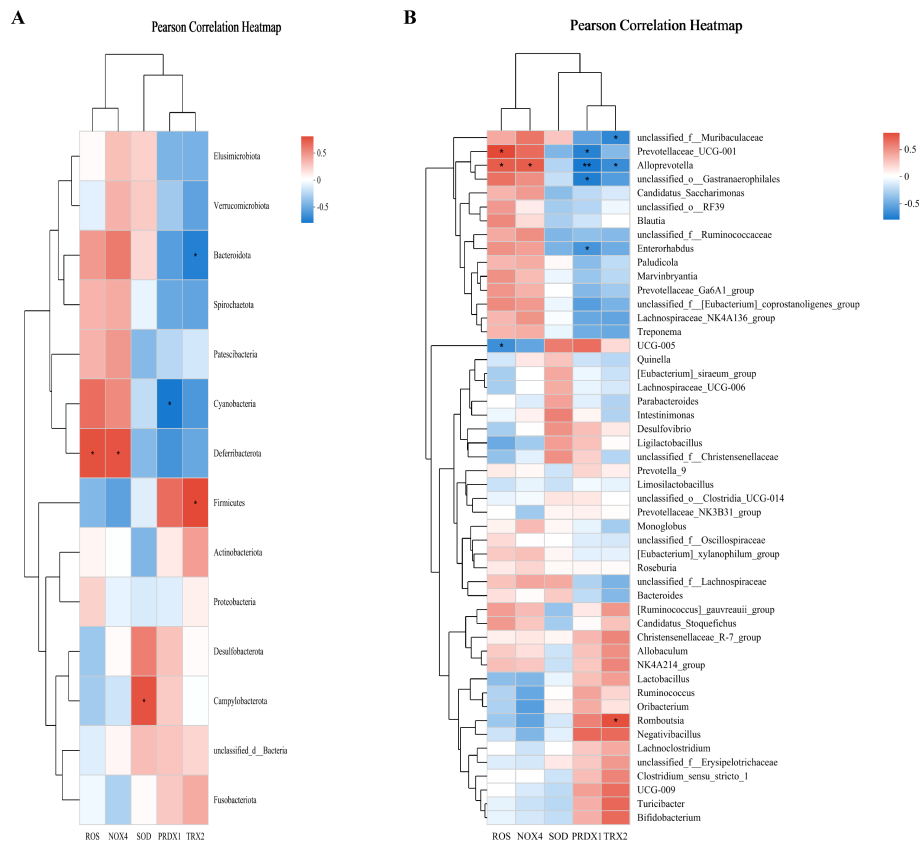 A
Pearson Correlation Heatmap
Elusimicrobiota
Verrucomicrobiota
Bacteroidota
Spirochaetota
Patescibacteria
Cyanobacteria
Deferribacterota
Firmicutes
Actinobacteriota
Proteobacteria
Desulfobacterota
Campylobacterota
unclassified_d__Bacteria
Fusobacteriota
0.5
0
-0.5
*
*
* *
*
*
ROS NOX4 SOD PRDX1 TRX2
B
Pearson Correlation Heatmap
unclassified_f__Muribaculaceae
Prevotellaceae_UCG-001
Alloprevotella
unclassified_o__Gastranaerophilales
Candidatus_Saccharimonas
unclassified_o__RF39
Blautia
unclassified_f__Ruminococcaceae
Enterorhabdus
Paludicola
Marvinbryantia
Prevotellaceae_Ga6A1_group
unclassified_f__[Eubacterium]_coprostanoligenes_group
Lachnospiraceae_NK4A136_group
Treponema
UCG-005
Quinella
[Eubacterium]_siraeum_group
Lachnospiraceae_UCG-006
Parabacteroides
Intestinimonas
Desulfovibrio
Ligilactobacillus
unclassified_f__Christensenellaceae
Prevotella_9
Limosilactobacillus
unclassified_o__Clostridia_UCG-014
Prevotellaceae_NK3B31_group
Monoglobus
unclassified_f__Oscillospiraceae
[Eubacterium]_xylanophilum_group
Roseburia
unclassified_f__Lachnospiraceae
Bacteroides
[Ruminococcus]_gauvreauii_group
Candidatus_Stoquefichus
Christensenellaceae_R-7_group
Allobaculum
NK4A214_group
Lactobacillus
Ruminococcus
Oribacterium
Romboutsia
Negativibacillus
Lachnoclostridium
unclassified_f__Erysipelotrichaceae
Clostridium_sensu_stricto_1
UCG-009
Turicibacter
Bifidobacterium
0.5
0
-0.5
*
* *
* * ** *
*
*
*
*
ROS NOX4 SOD PRDX1 TRX2